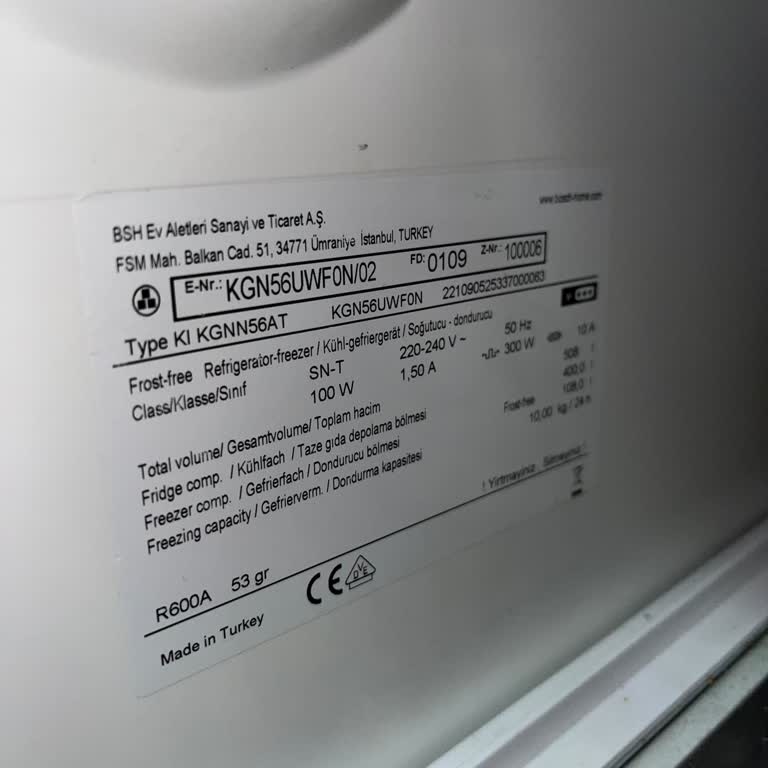 www.bosch-home.com
BSH Ev Aletleri Sanayi ve Ticaret A.Ş.
FSM Mah. Balkan Cad. 51, 34771 Ümraniye İstanbul, TURKEY
E-Nr.: KGN56UWF0N/02 FD: 0109 Z-Nr.: 100006
Type KI KGNN56AT KGN56UWF0N 221090525337000063
Frost-free Refrigerator-freezer / Kühl-gefriergerät / Soğutucu - dondurucu
Class/Klasse/Sınıf SN-T 220-240 V ~ 50 Hz 10 A
100 W 1,50 A 300 W
Total volume/ Gesamtvolume/ Toplam hacim 508 l
Fridge comp. / Kühlfach / Taze gıda depolama bölmesi 400,0 l
Freezer comp. / Gefrierfach / Dondurucu bölmesi 108,0 l
Freezing capacity / Gefrierverm. / Dondurma kapasitesi Frost-free 10,00 kg / 24 h
! Yırtmayınız Silmeyiniz !
R600A 53 gr
CE DVE
Made in Turkey